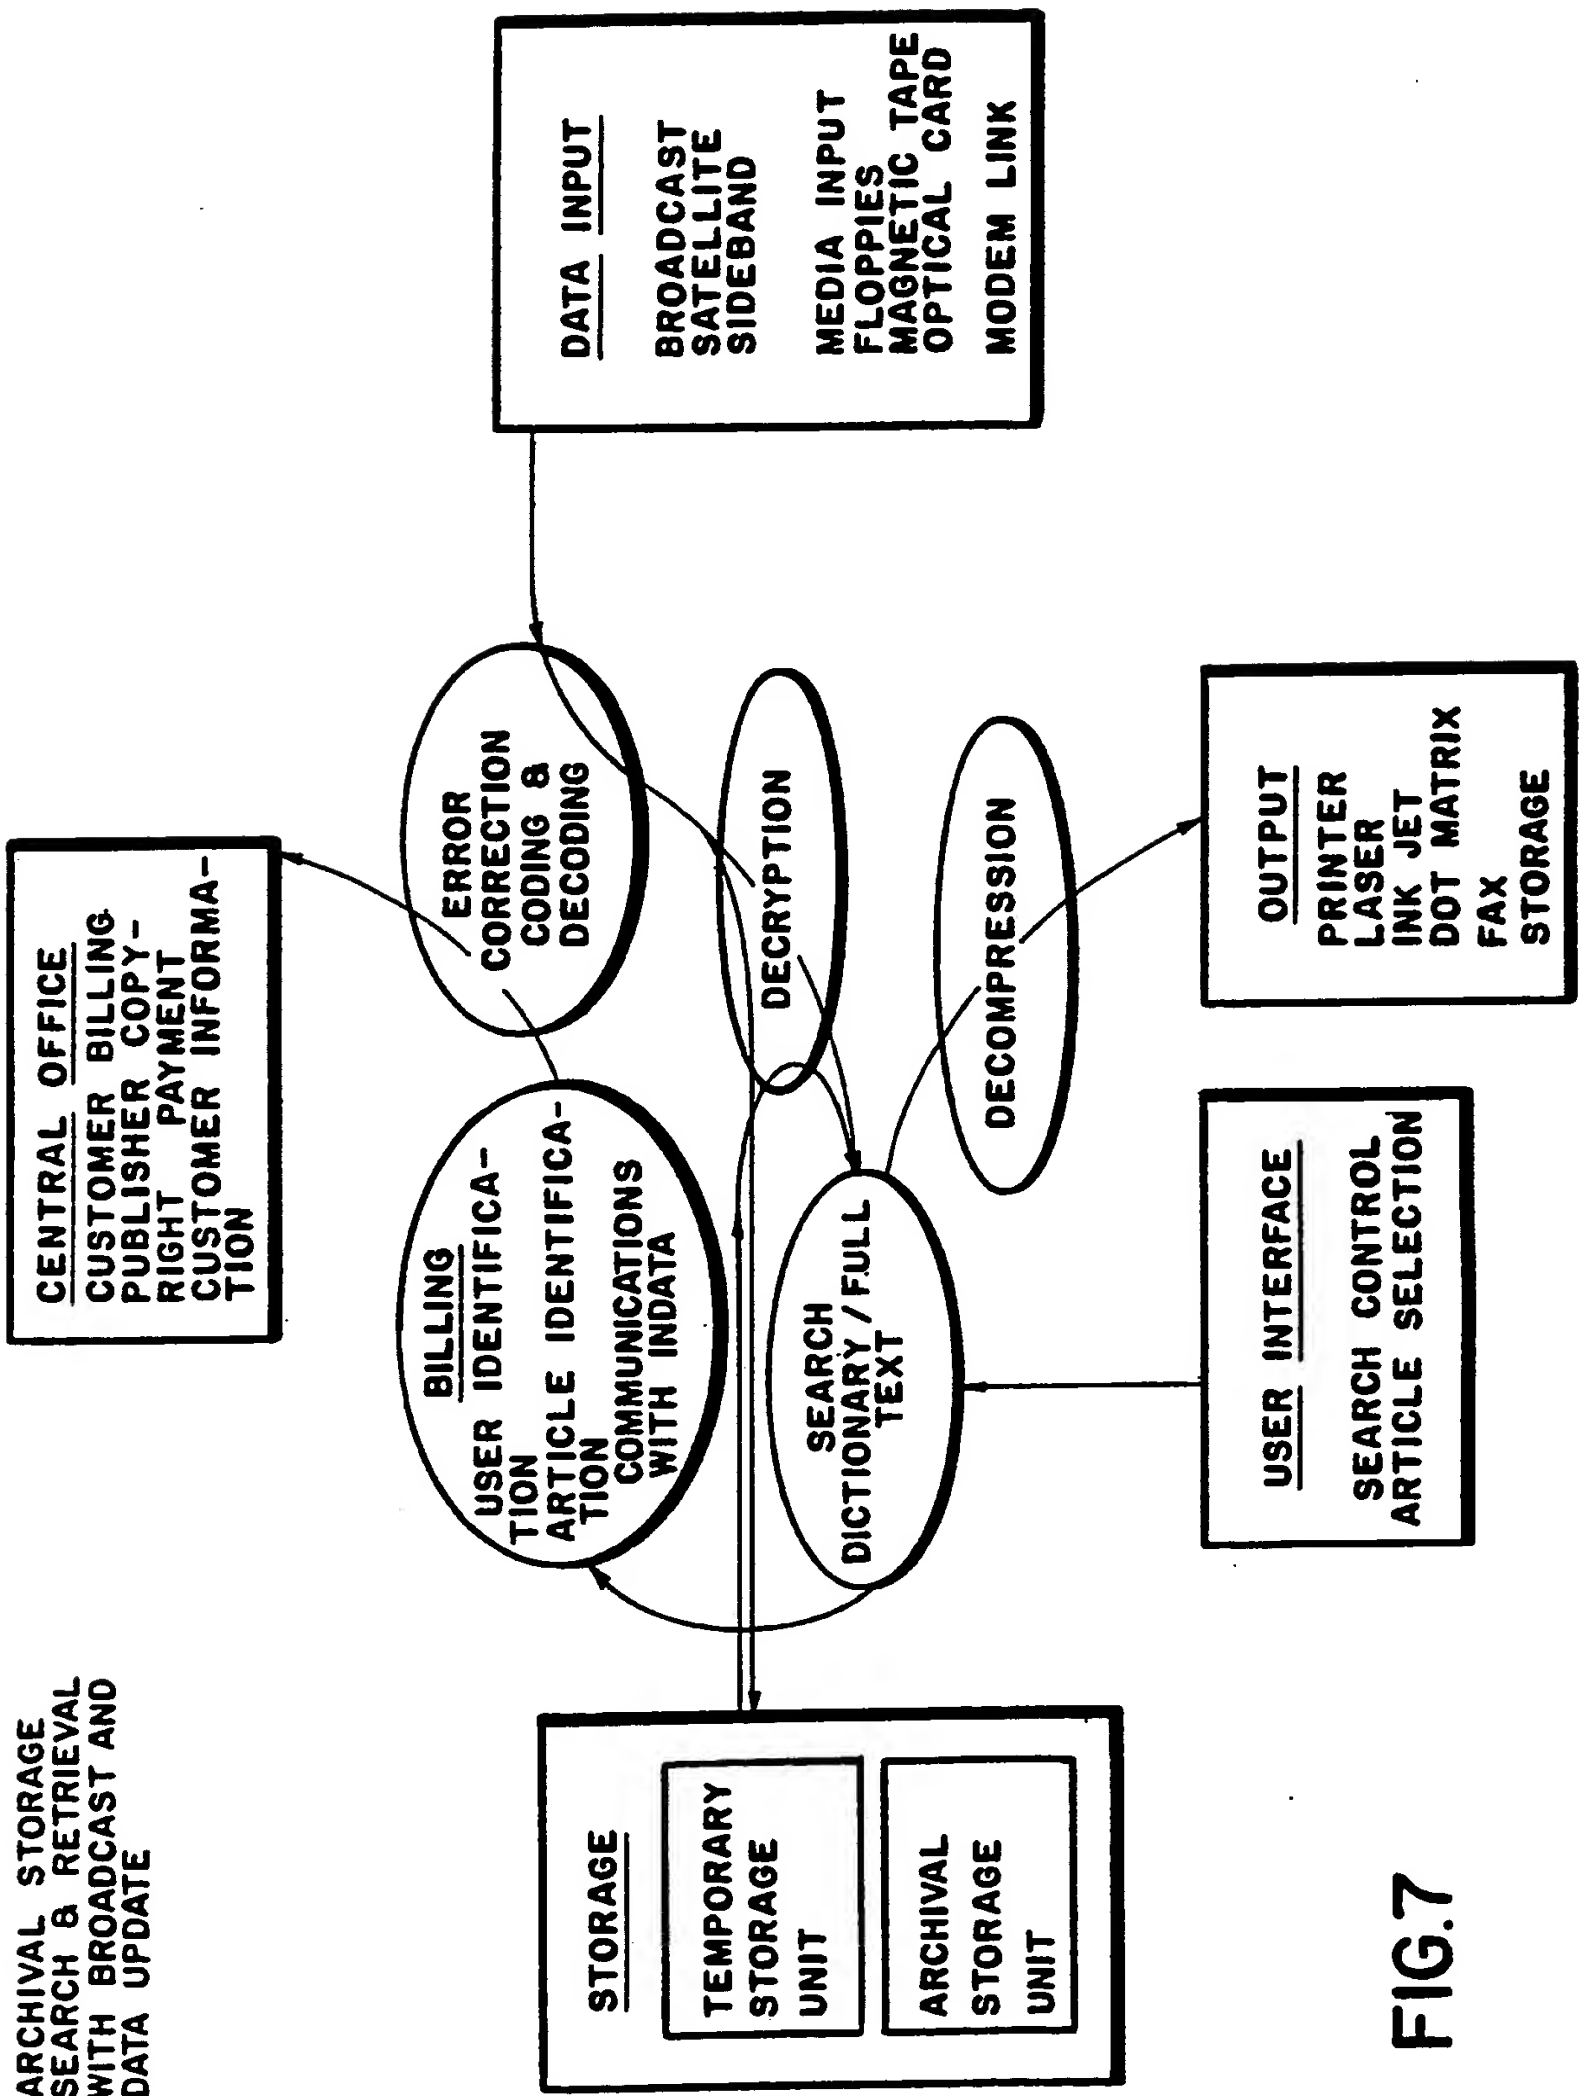 ARCHIVAL STORAGE
SEARCH & RETRIEVAL
WITH BROADCAST AND
DATA UPDATE
CENTRAL OFFICE
CUSTOMER BILLING
PUBLISHER COPY-
RIGHT PAYMENT
CUSTOMER INFORMA-
TION
BILLING
USER IDENTIFICA-
TION
ARTICLE IDENTIFICA-
TION
COMMUNICATIONS
WITH INDATA
ERROR
CORRECTION
CODING &
DECODING
DATA INPUT
BROADCAST
SATELLITE
SIDEBAND
MEDIA INPUT
FLOPPIES
MAGNETIC TAPE
OPTICAL CARD
MODEM LINK
STORAGE
TEMPORARY
STORAGE
UNIT
ARCHIVAL
STORAGE
UNIT
SEARCH
DICTIONARY/FULL
TEXT
DECRYPTION
DECOMPRESSION
USER INTERFACE
SEARCH CONTROL
ARTICLE SELECTION
OUTPUT
PRINTER
LASER
INK JET
DOT MATRIX
FAX
STORAGE
FIG.7